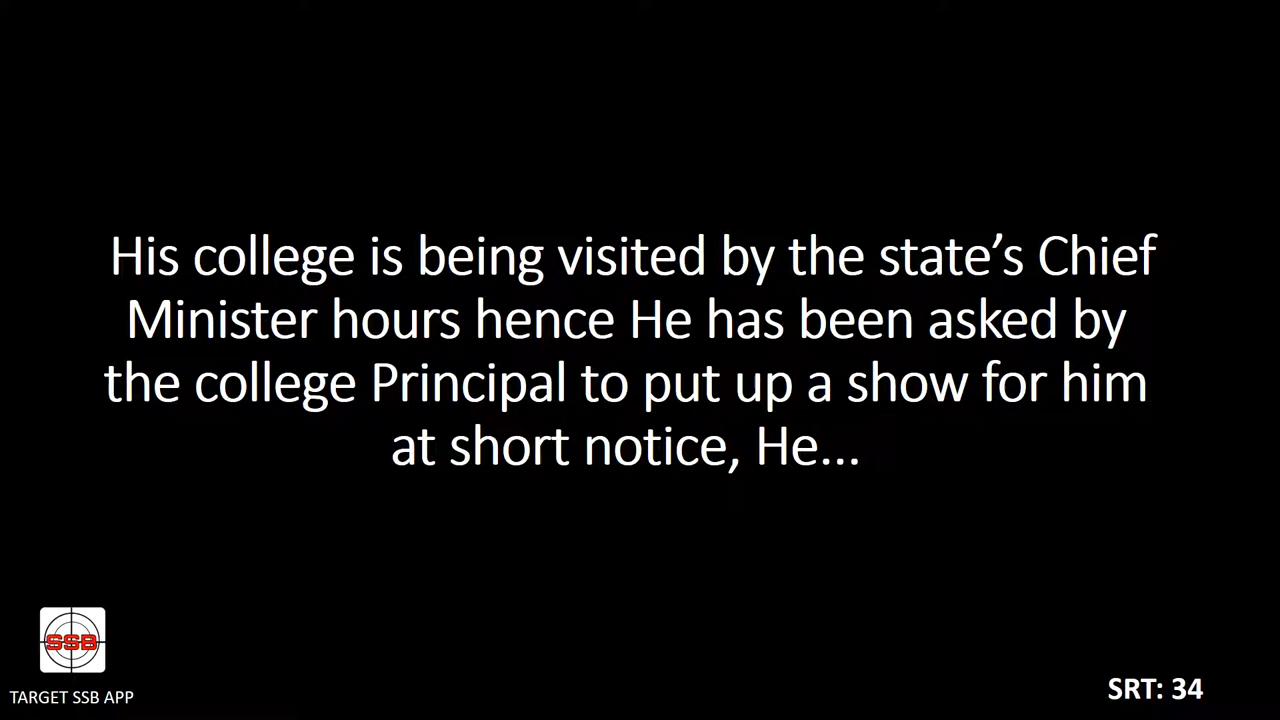 His college is being visited by the state’s Chief
Minister hours hence He has been asked by
the college Principal to put up a show for him
at short notice, He...
SSB
TARGET SSB APP
SRT: 34